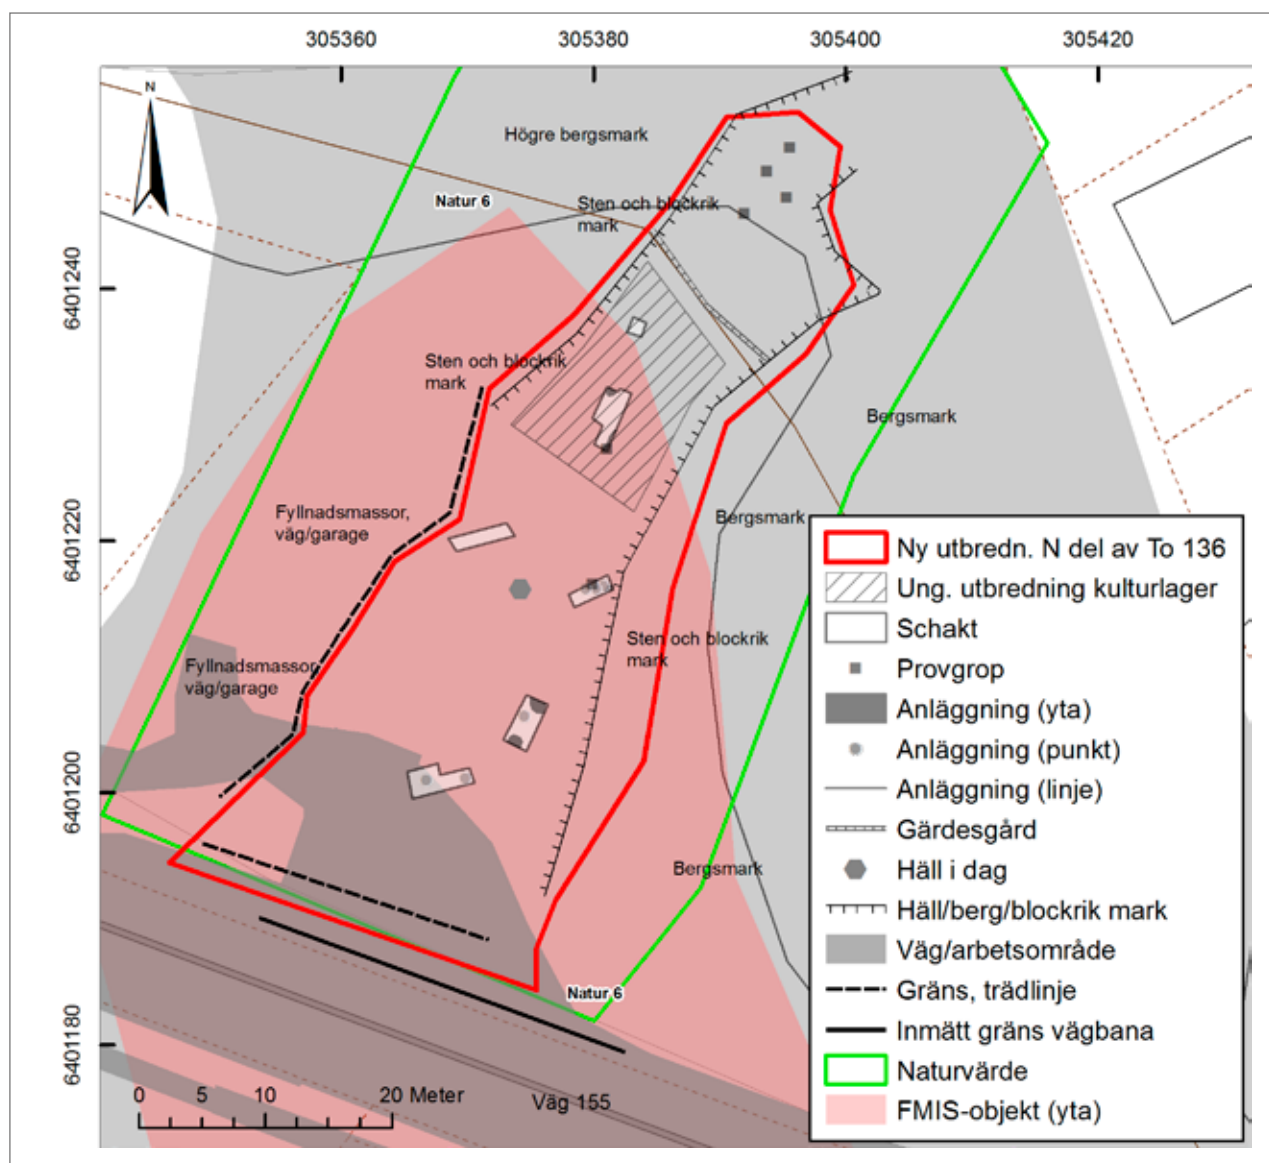 305360
305380
305400
305420
N
Högre bergsmark
Natur 6
Sten och blockrik
mark
6401240
Sten och blockrik
mark
Bergsmark
Fyllnadsmassor,
väg/garage
6401220
Bergsmark
Sten och blockrik
mark
Fyllnadsmassor,
väg/garage
6401200
Bergsmark
Natur 6
6401180
0 5 10 20 Meter
Väg 155
Ny utbredn. N del av To 136
Ung. utbredning kulturlager
Schakt
Provgrop
Anläggning (yta)
Anläggning (punkt)
Anläggning (linje)
Gärdesgård
Häll i dag
Häll/berg/blockrik mark
Väg/arbetsområde
Gräns, trädlinje
Inmätt gräns vägbana
Naturvärde
FMIS-objekt (yta)